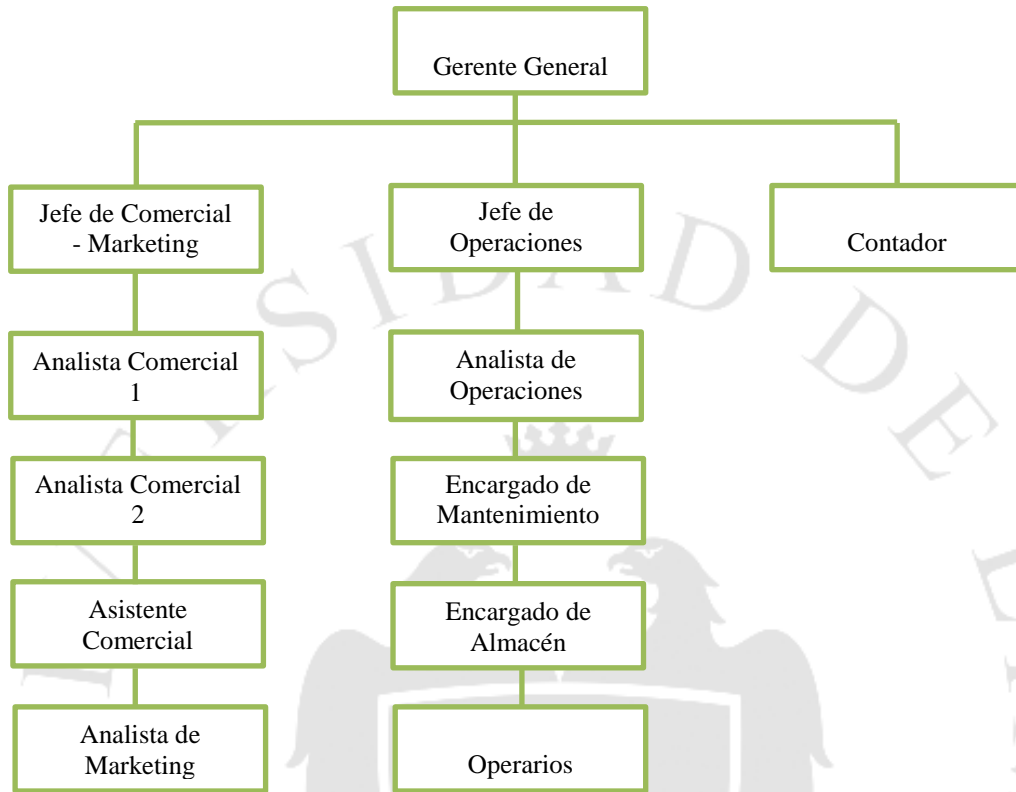 Gerente General
Jefe de Comercial
- Marketing
Jefe de
Operaciones
Contador
Analista Comercial
1
Analista de
Operaciones
Analista Comercial
2
Encargado de
Mantenimiento
Asistente
Comercial
Encargado de
Almacén
Analista de
Marketing
Operarios